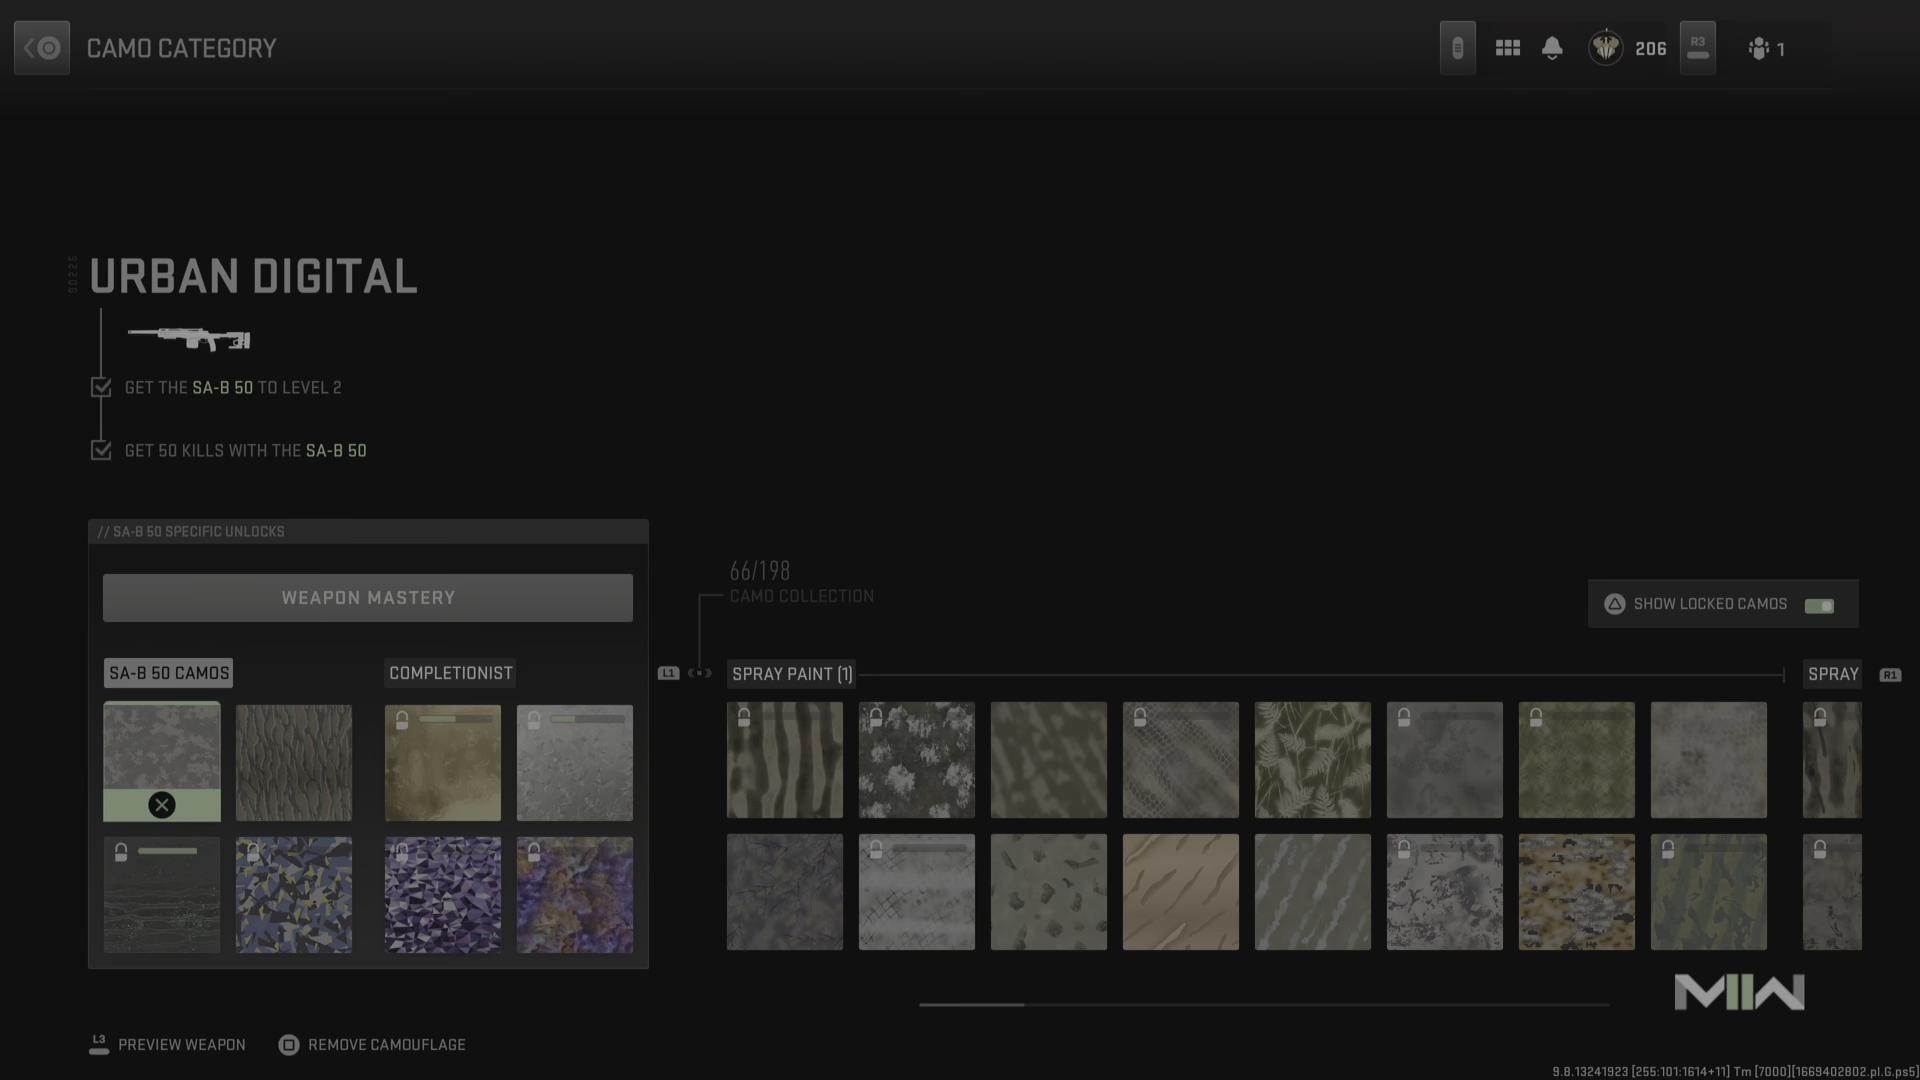 CAMO CATEGORY
206
R3
1
URBAN DIGITAL
GET THE SA-B 50 TO LEVEL 2
GET 50 KILLS WITH THE SA-B 50
// SA-B 50 SPECIFIC UNLOCKS
WEAPON MASTERY
66/198
CAMO COLLECTION
SHOW LOCKED CAMOS
SA-B 50 CAMOS
COMPLETIONIST
L1
SPRAY PAINT (1)
SPRAY
R1
MIIW
L3 PREVIEW WEAPON
REMOVE CAMOUFLAGE
9.8.13241923 [255:101:1614+11] Tm [7000][1669402802.pl.G.ps5]